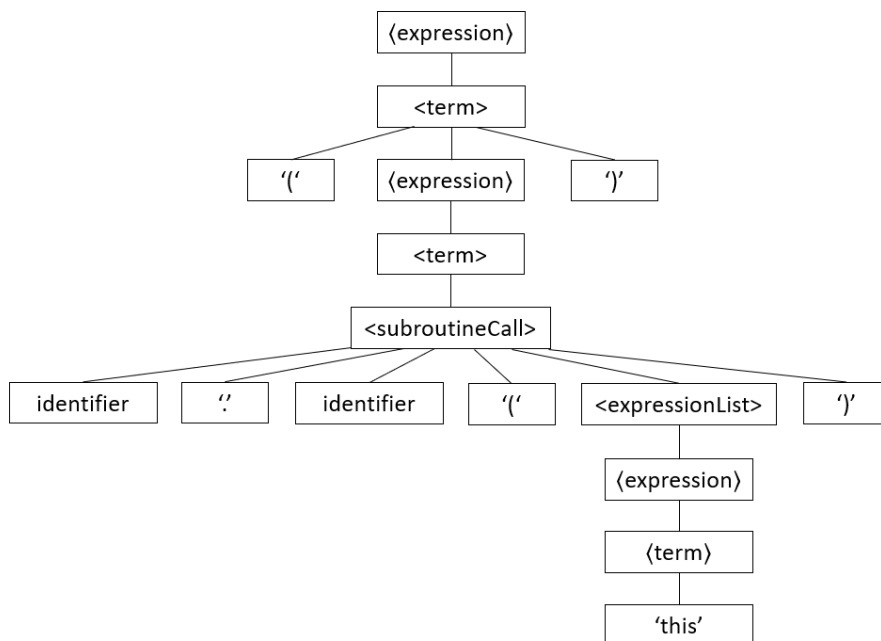 ⟨expression⟩
<term>
‘(‘
⟨expression⟩
‘)’
<term>
<subroutineCall>
identifier
‘.’
identifier
‘(‘
<expressionList>
‘)’
⟨expression⟩
⟨term⟩
‘this’